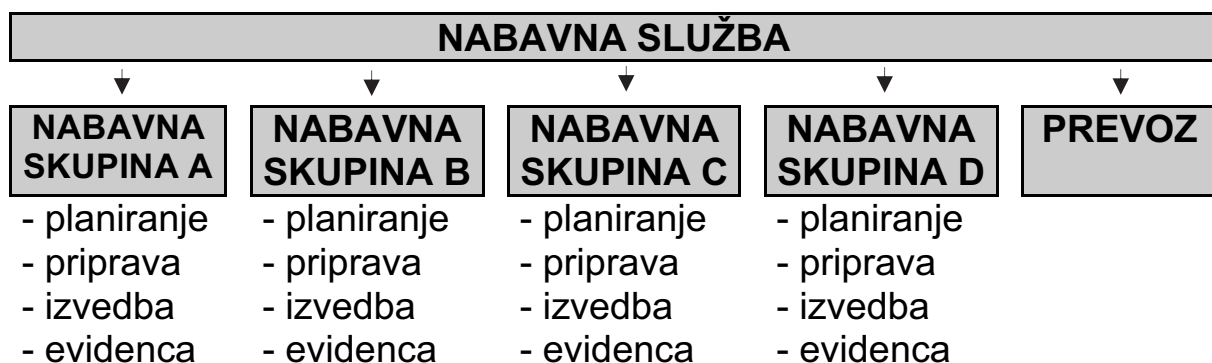 NABAVNA SLUŽBA
NABAVNA
SKUPINA A
- planiranje
- priprava
- izvedba
- evidenca
NABAVNA
SKUPINA B
- planiranje
- priprava
- izvedba
- evidenca
NABAVNA
SKUPINA C
- planiranje
- priprava
- izvedba
- evidenca
NABAVNA
SKUPINA D
- planiranje
- priprava
- izvedba
- evidenca
PREVOZ